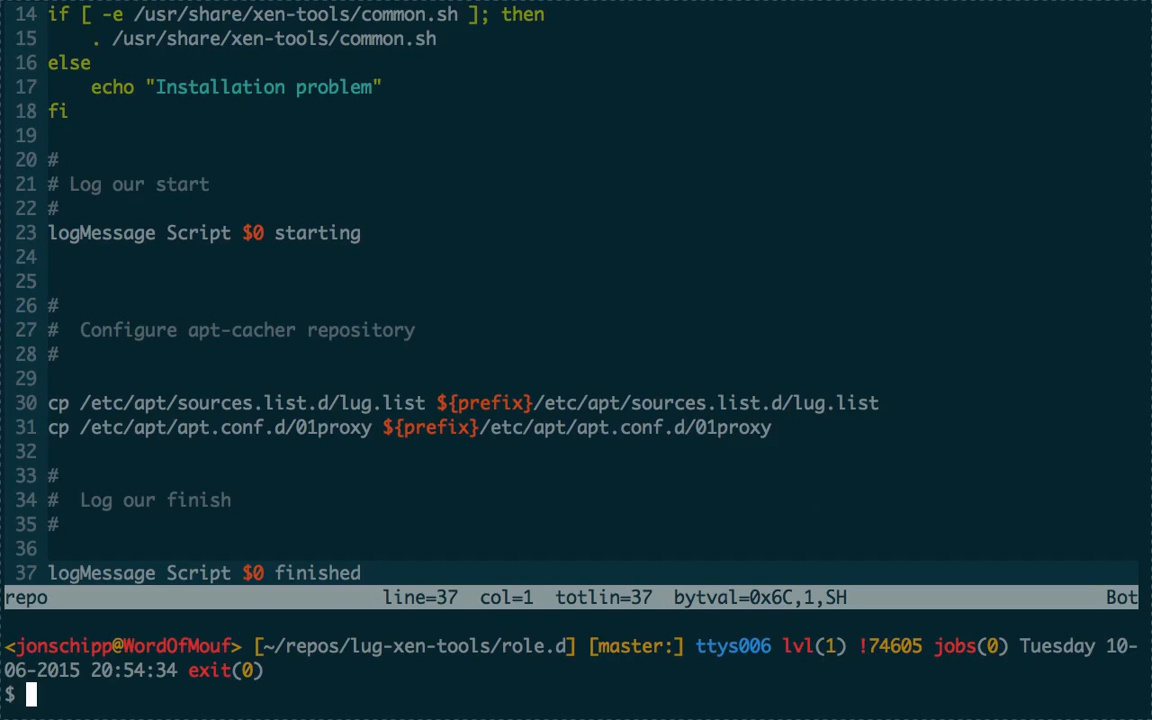 14 if [ -e /usr/share/xen-tools/common.sh ]; then
15     . /usr/share/xen-tools/common.sh
16 else
17     echo "Installation problem"
18 fi
19
20 #
21 # Log our start
22 #
23 logMessage Script $0 starting
24
25
26 #
27 #  Configure apt-cacher repository
28 #
29
30 cp /etc/apt/sources.list.d/lug.list ${prefix}/etc/apt/sources.list.d/lug.list
31 cp /etc/apt/apt.conf.d/01proxy ${prefix}/etc/apt/apt.conf.d/01proxy
32
33 #
34 #  Log our finish
35 #
36
37 logMessage Script $0 finished
repo line=37 col=1 totlin=37 bytval=0x6C,1,SH Bot
<jonschipp@WordOfMouf> [~/repos/lug-xen-tools/role.d] [master:] ttys006 lvl(1) !74605 jobs(0) Tuesday 10-
06-2015 20:54:34 exit(0)
$